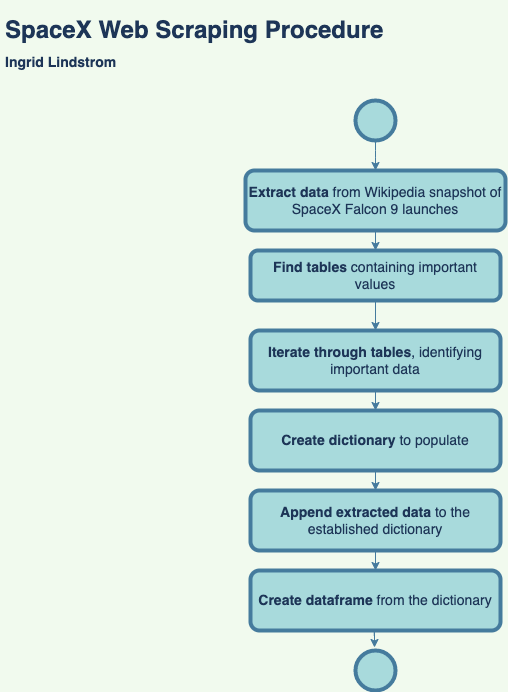 SpaceX Web Scraping Procedure
Ingrid Lindstrom
Extract data from Wikipedia snapshot of
SpaceX Falcon 9 launches
Find tables containing important
values
Iterate through tables, identifying
important data
Create dictionary to populate
Append extracted data to the
established dictionary
Create dataframe from the dictionary